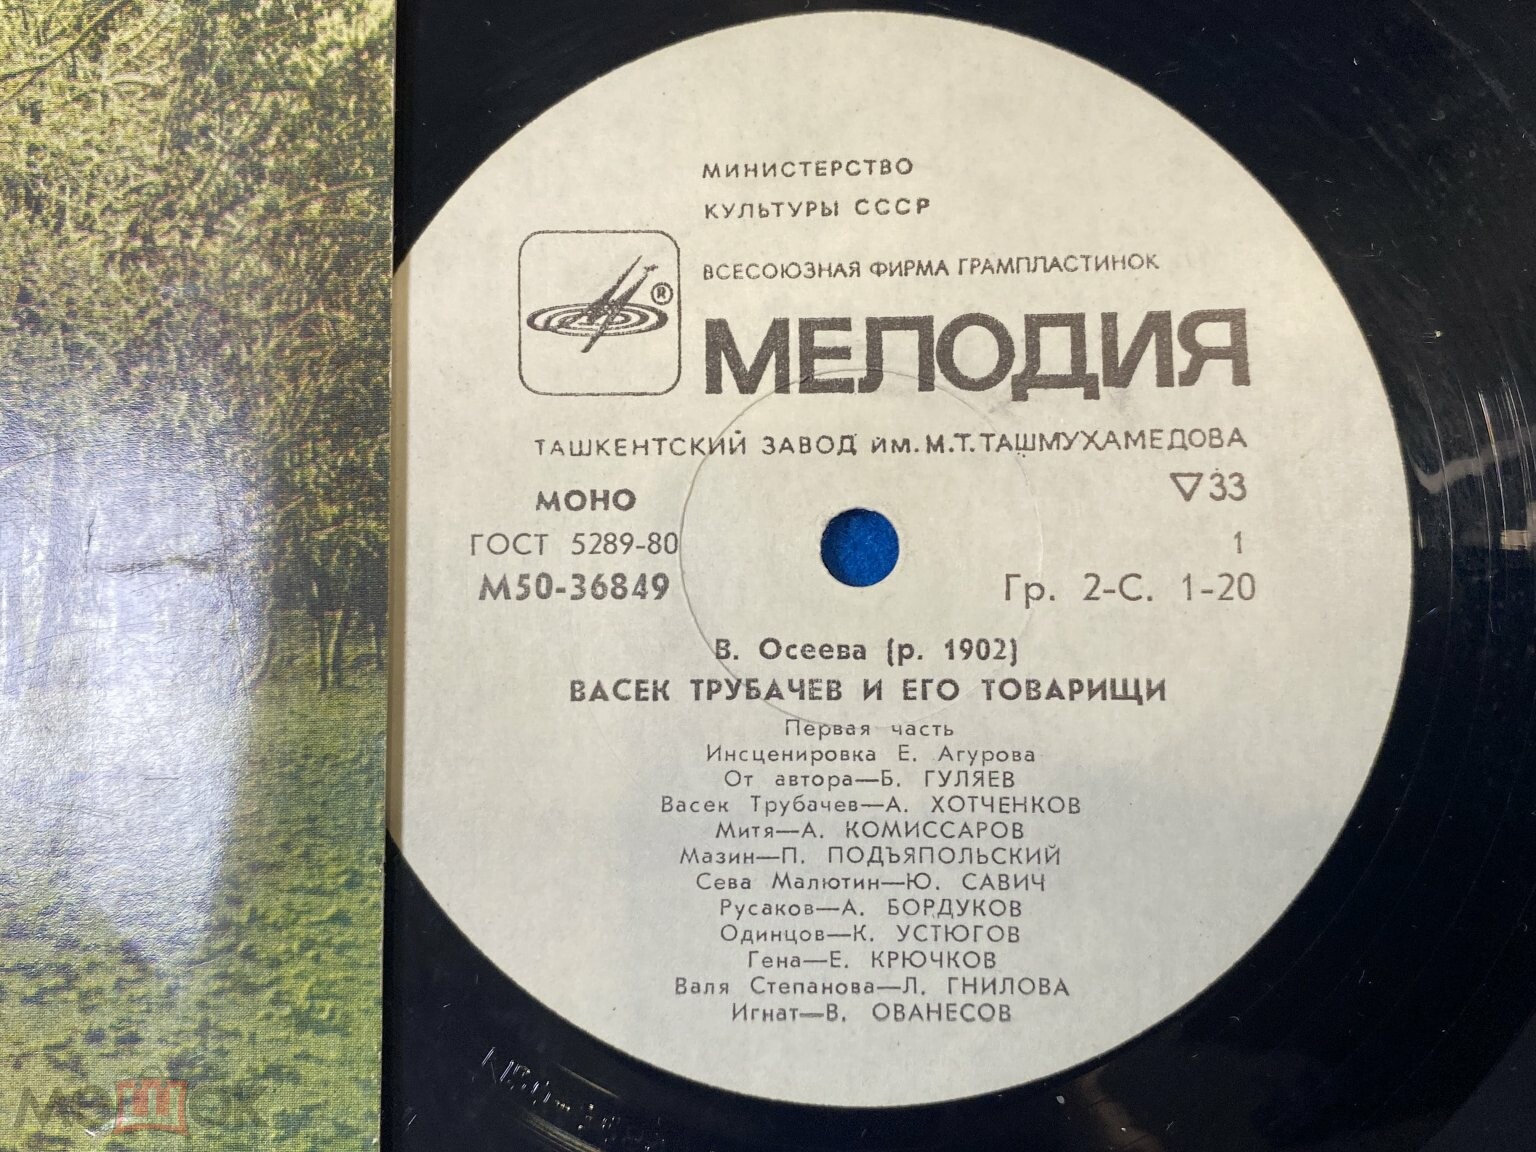 МИНИСТЕРСТВО
КУЛЬТУРЫ СССР
ВСЕСОЮЗНАЯ ФИРМА ГРАМПЛАСТИНОК
®
МЕЛОДИЯ
ТАШКЕНТСКИЙ ЗАВОД им. М.Т.ТАШМУХАМЕДОВА
МОНО
▽33
ГОСТ 5289-80
1
М50-36849
Гр. 2-С. 1-20
В. Осеева (р. 1902)
ВАСЕК ТРУБАЧЕВ И ЕГО ТОВАРИЩИ
Первая часть
Инсценировка Е. Агурова
От автора—Б. ГУЛЯЕВ
Васек Трубачев—А. ХОТЧЕНКОВ
Митя—А. КОМИССАРОВ
Мазин—П. ПОДЪЯПОЛЬСКИЙ
Сева Малютин—Ю. САВИЧ
Русаков—А. БОРДУКОВ
Одинцов—К. УСТЮГОВ
Гена—Е. КРЮЧКОВ
Валя Степанова—Л. ГНИЛОВА
Игнат—В. ОВАНЕСОВ
МЕШОК